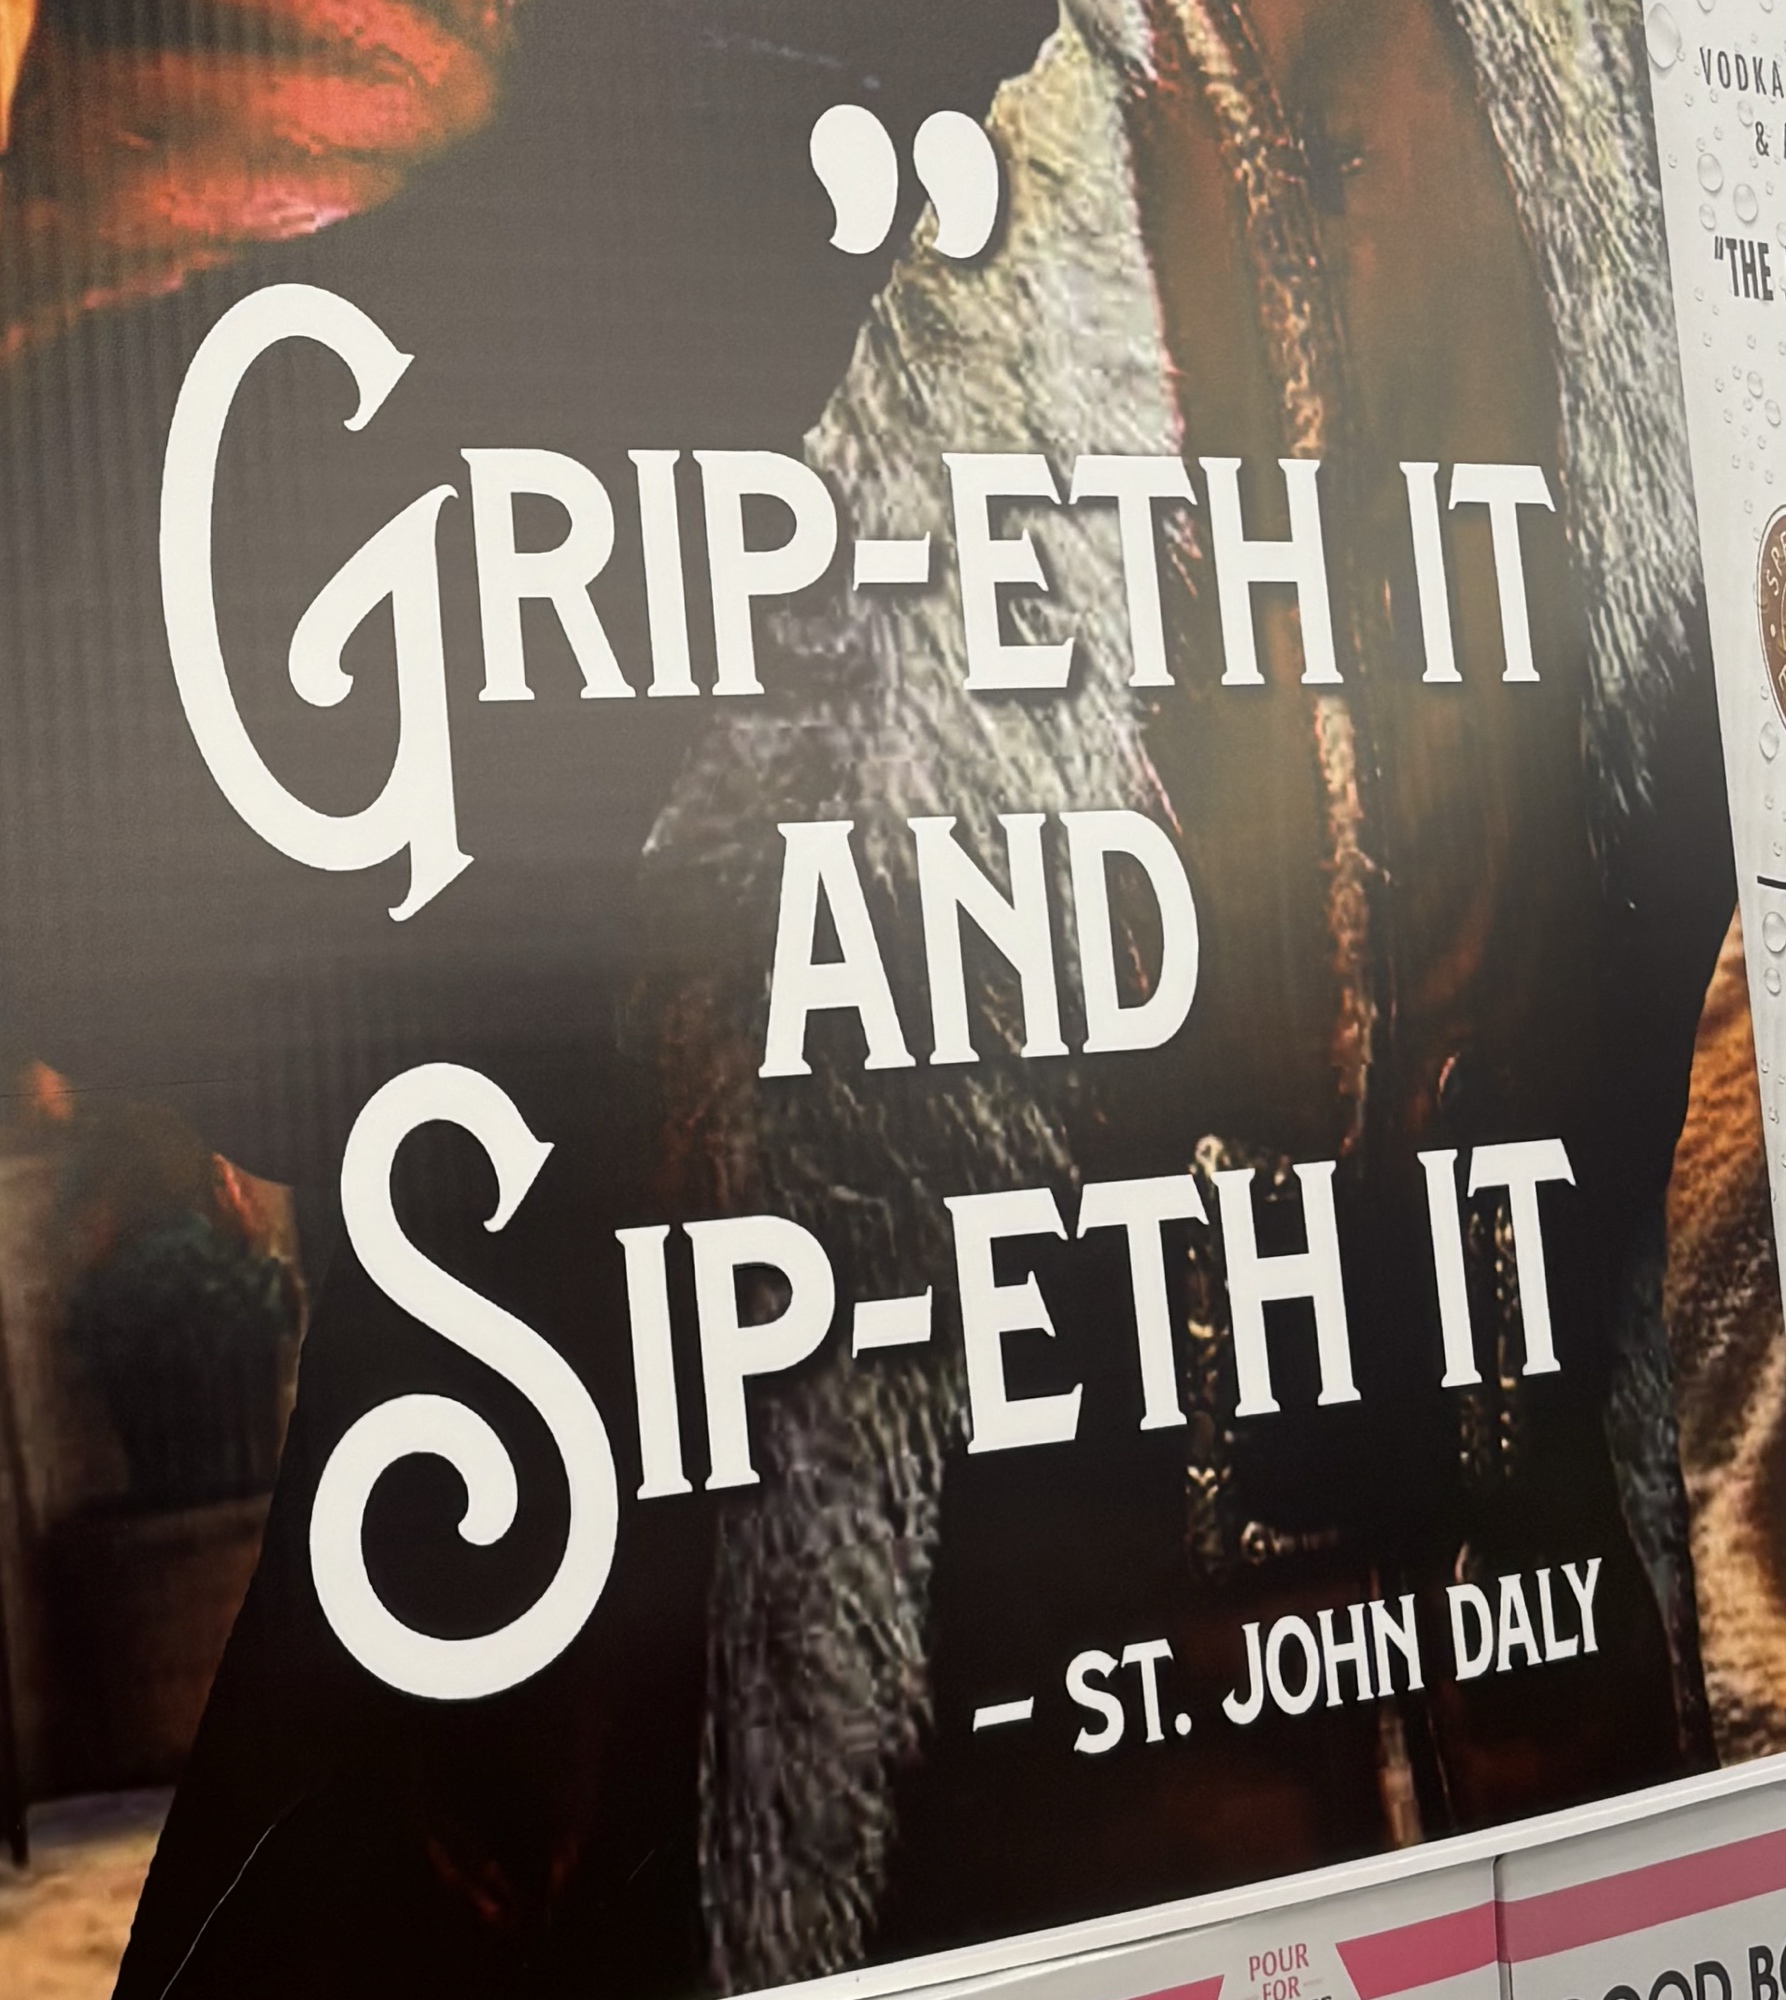 ”
GRIP-ETH IT
AND
SIP-ETH IT
– ST. JOHN DALY
VODKA
&
"THE
POUR
FOR